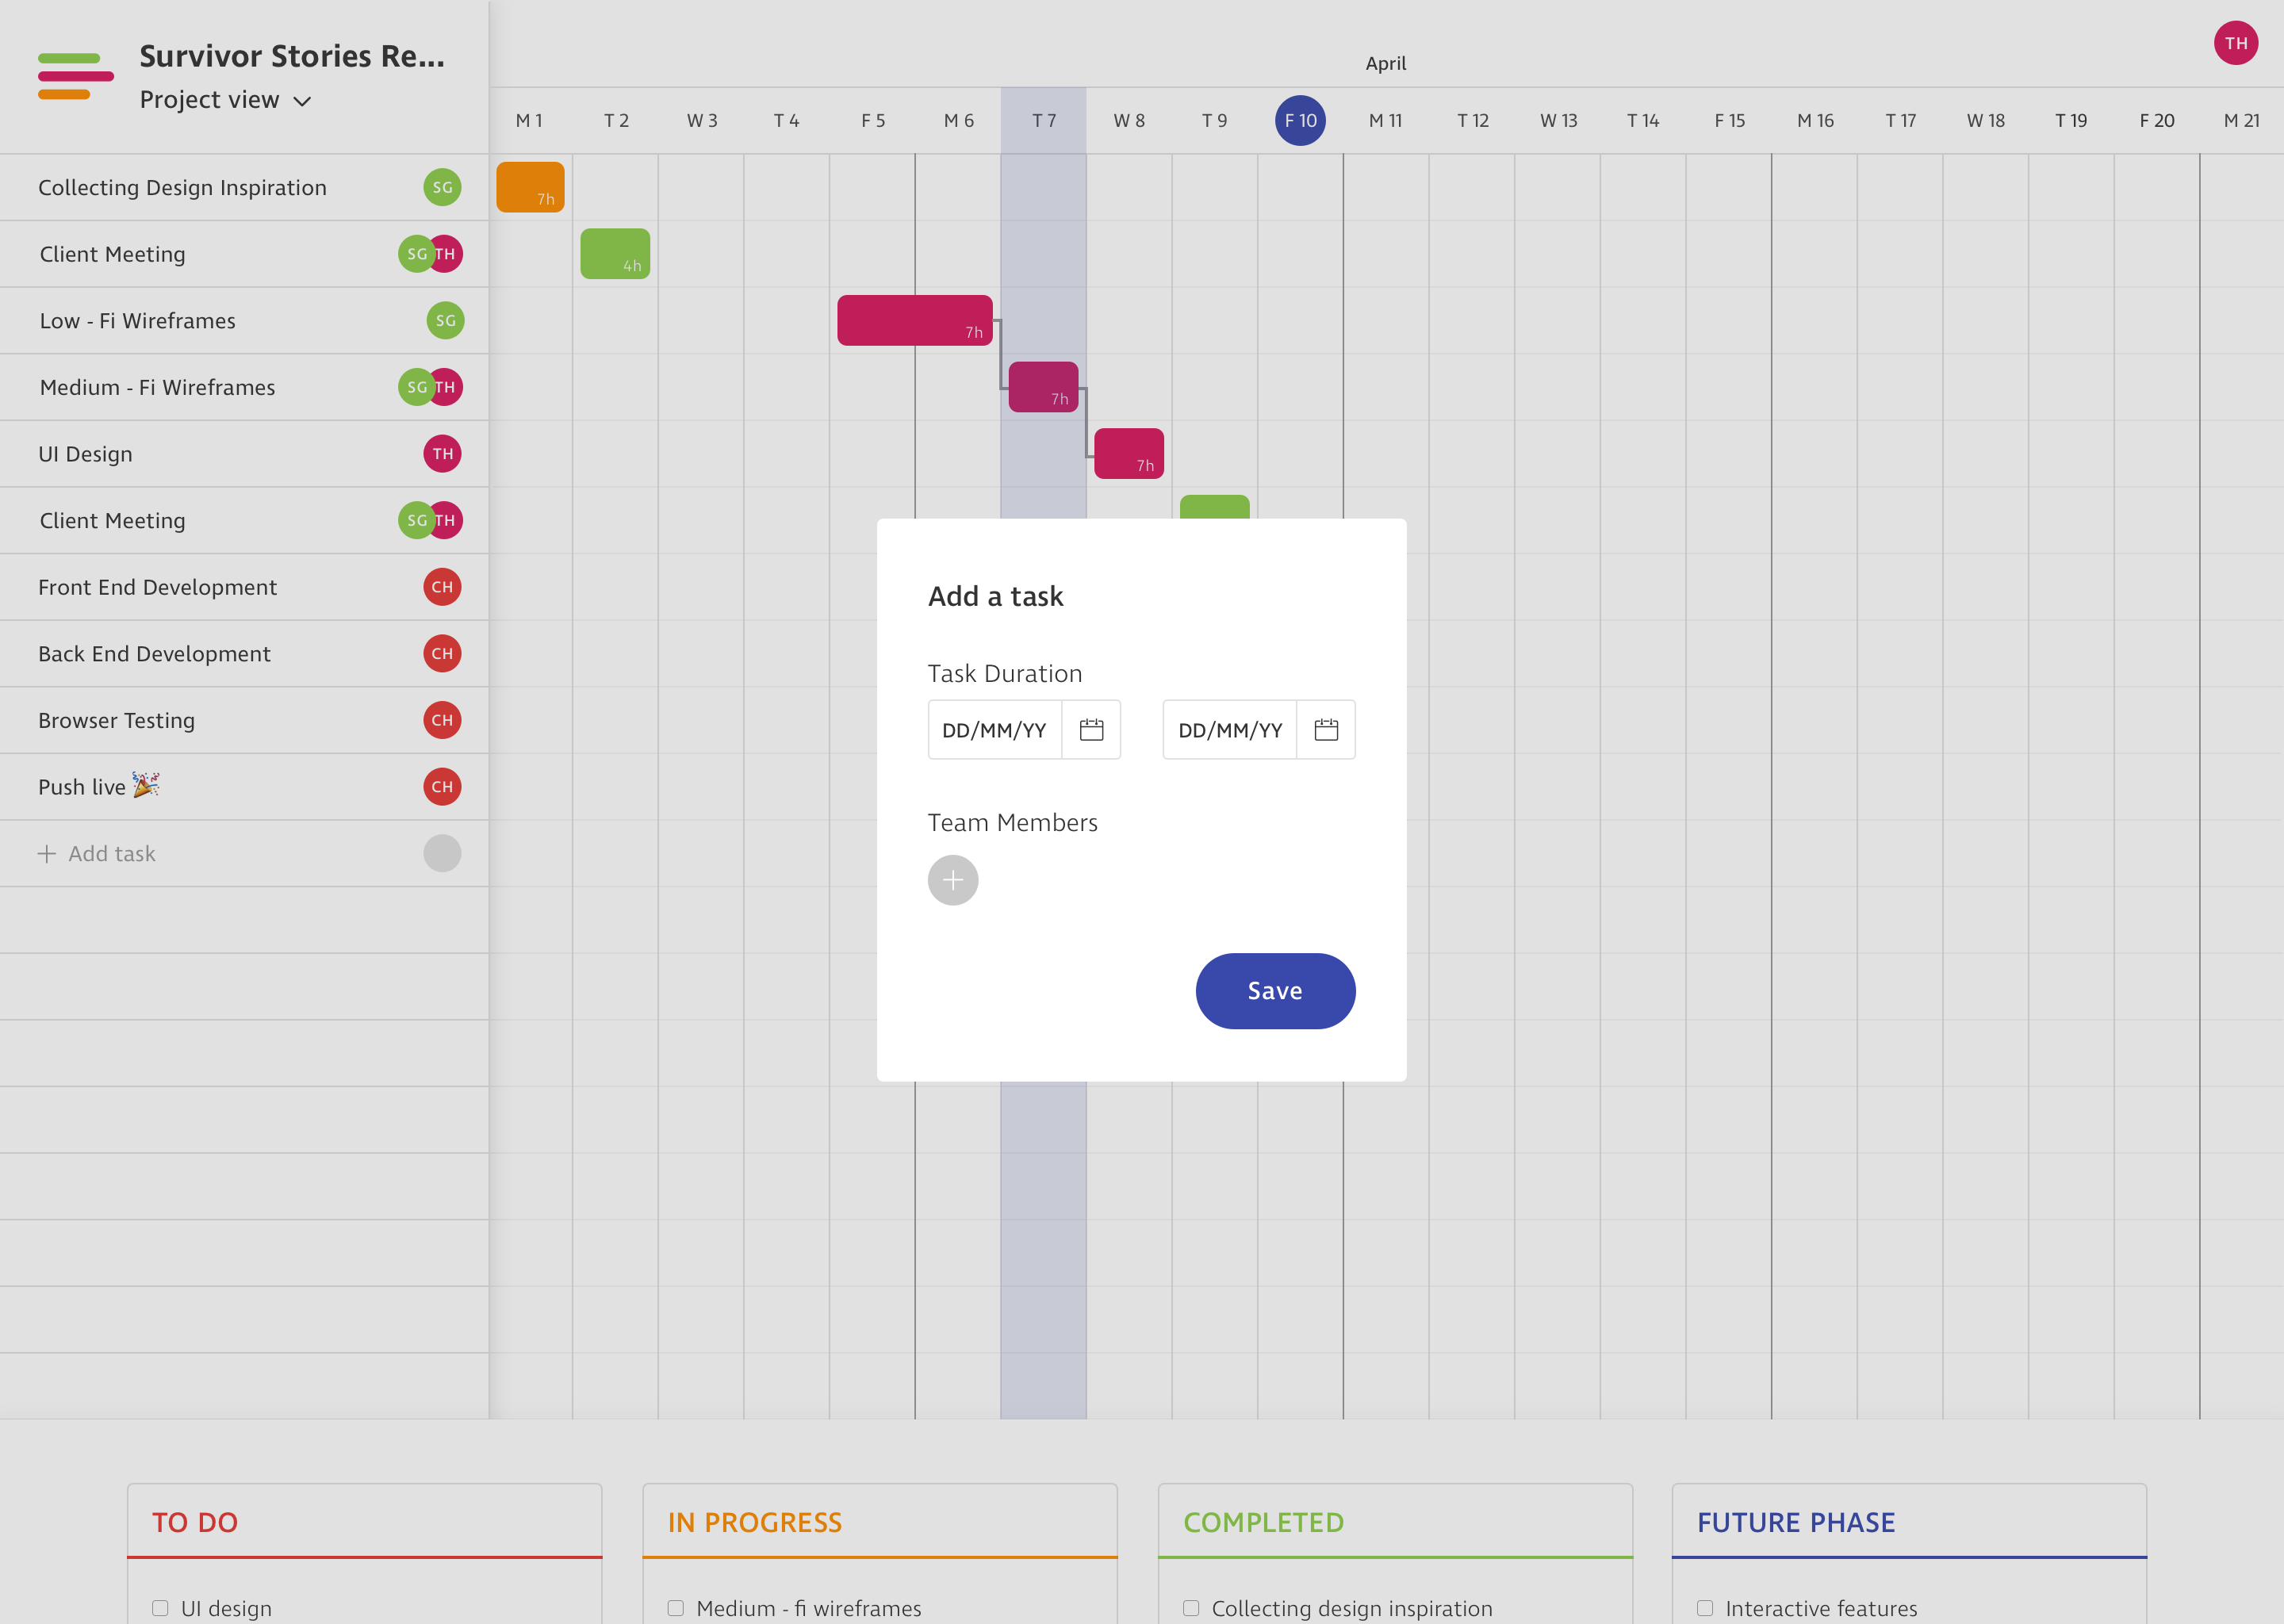 Survivor Stories Re...
Project view
TH
April
M 1 T 2 W 3 T 4 F 5 M 6 T 7 W 8 T 9 F 10 M 11 T 12 W 13 T 14 F 15 M 16 T 17 W 18 T 19 F 20 M 21
Collecting Design Inspiration SG 7h
Client Meeting SG TH 4h
Low - Fi Wireframes SG 7h
Medium - Fi Wireframes SG TH 7h
UI Design TH 7h
Client Meeting SG TH
Front End Development CH
Back End Development CH
Browser Testing CH
Push live CH
+ Add task
Add a task
Task Duration
DD/MM/YY DD/MM/YY
Team Members
+
Save
TO DO
UI design
IN PROGRESS
Medium - fi wireframes
COMPLETED
Collecting design inspiration
FUTURE PHASE
Interactive features